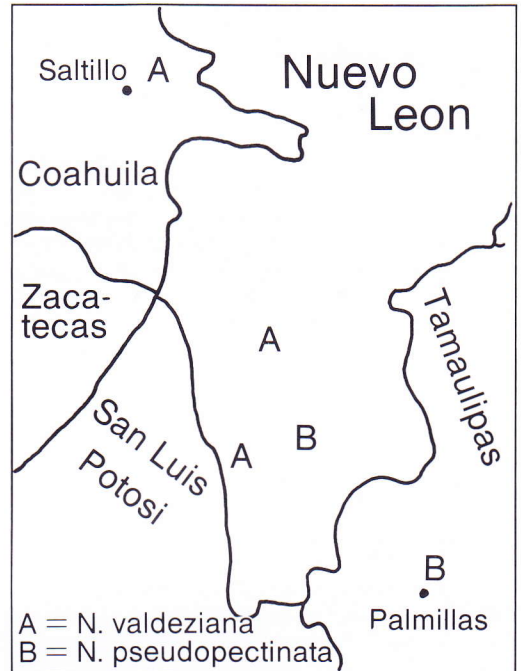 Saltillo A
Nuevo
Leon
Coahuila
Zaca-
tecas
A
Tamaulipas
San Luis
Potosi
A
B
B
Palmillas
A = N. valdeziana
B = N. pseudopectinata